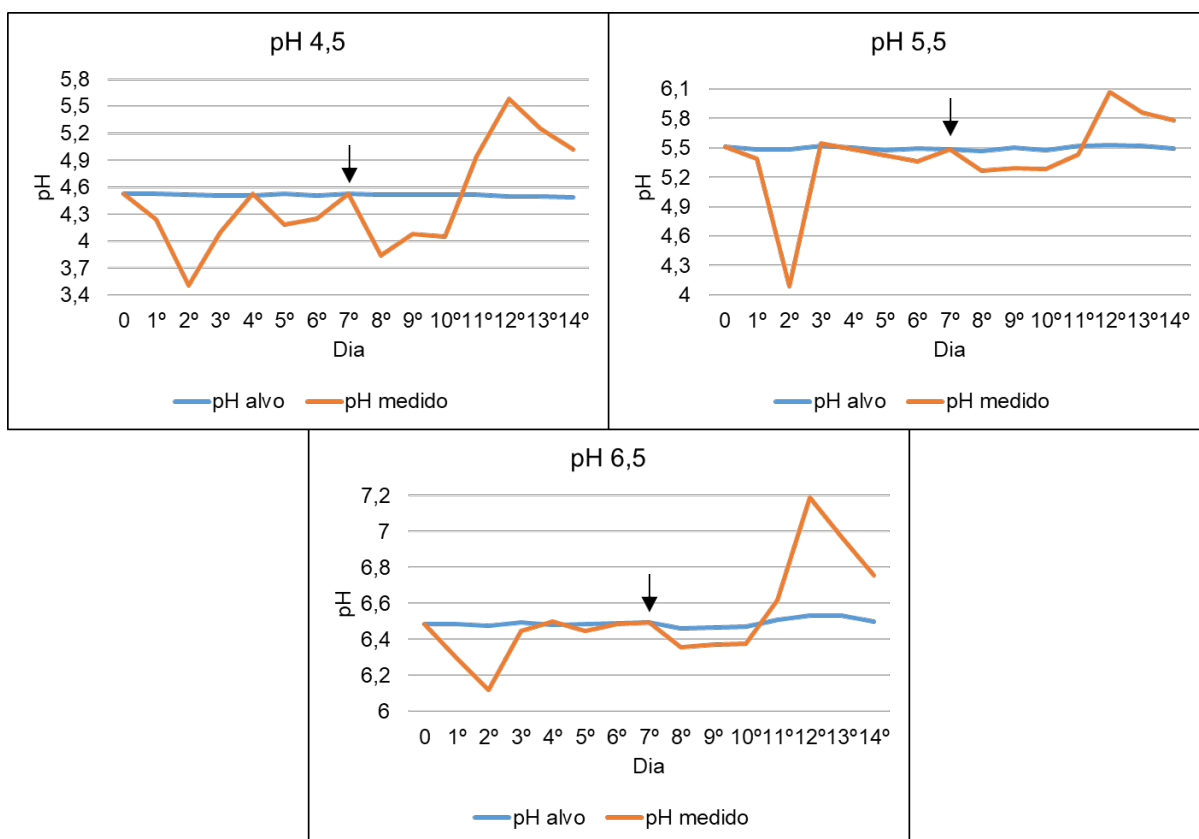 pH 4,5
5,8
5,5
5,2
4,9
4,6
4,3
4
3,7
3,4
pH
0 1º 2º 3º 4º 5º 6º 7º 8º 9º 10º 11º 12º 13º 14º
Dia
pH alvo pH medido
pH 5,5
6,1
5,8
5,5
5,2
4,9
4,6
4,3
4
pH
0 1º 2º 3º 4º 5º 6º 7º 8º 9º 10º 11º 12º 13º 14º
Dia
pH alvo pH medido
pH 6,5
7,2
7
6,8
6,6
6,4
6,2
6
pH
0 1º 2º 3º 4º 5º 6º 7º 8º 9º 10º 11º 12º 13º 14º
Dia
pH alvo pH medido